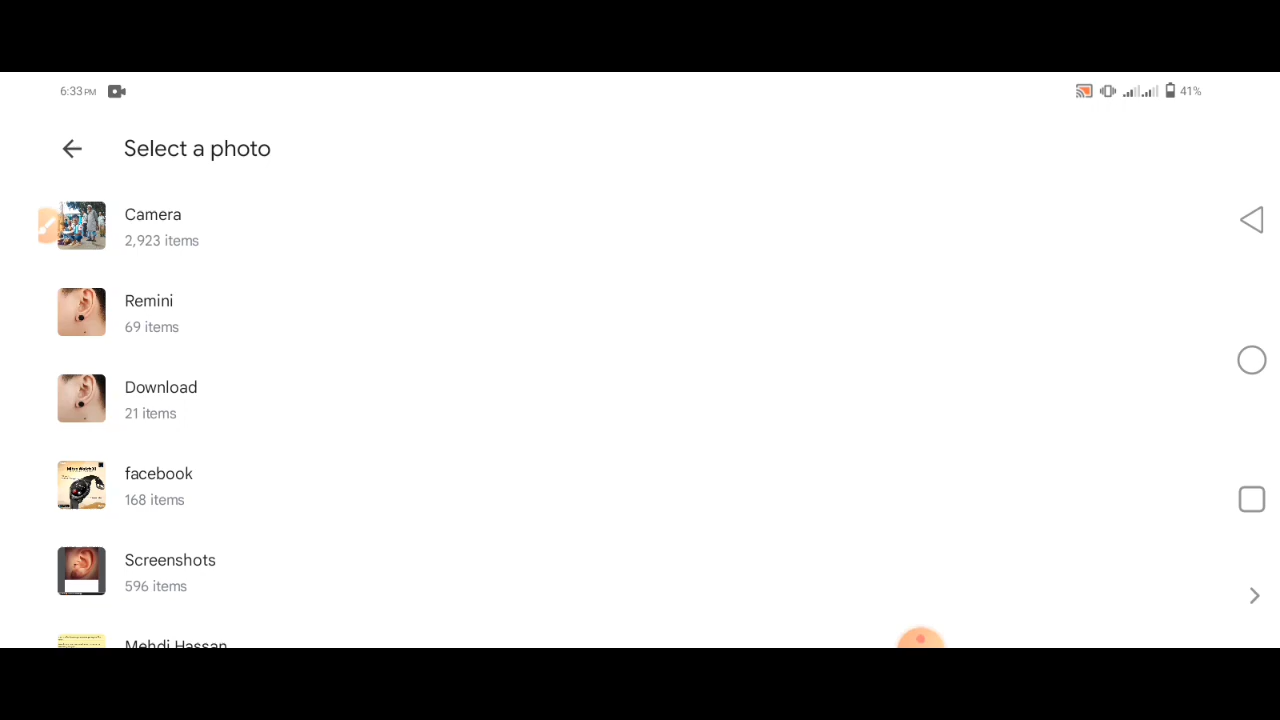 6:33 PM
41%
Select a photo
Camera
2,923 items
Remini
69 items
Download
21 items
facebook
168 items
Screenshots
596 items
Mehdi Hassan